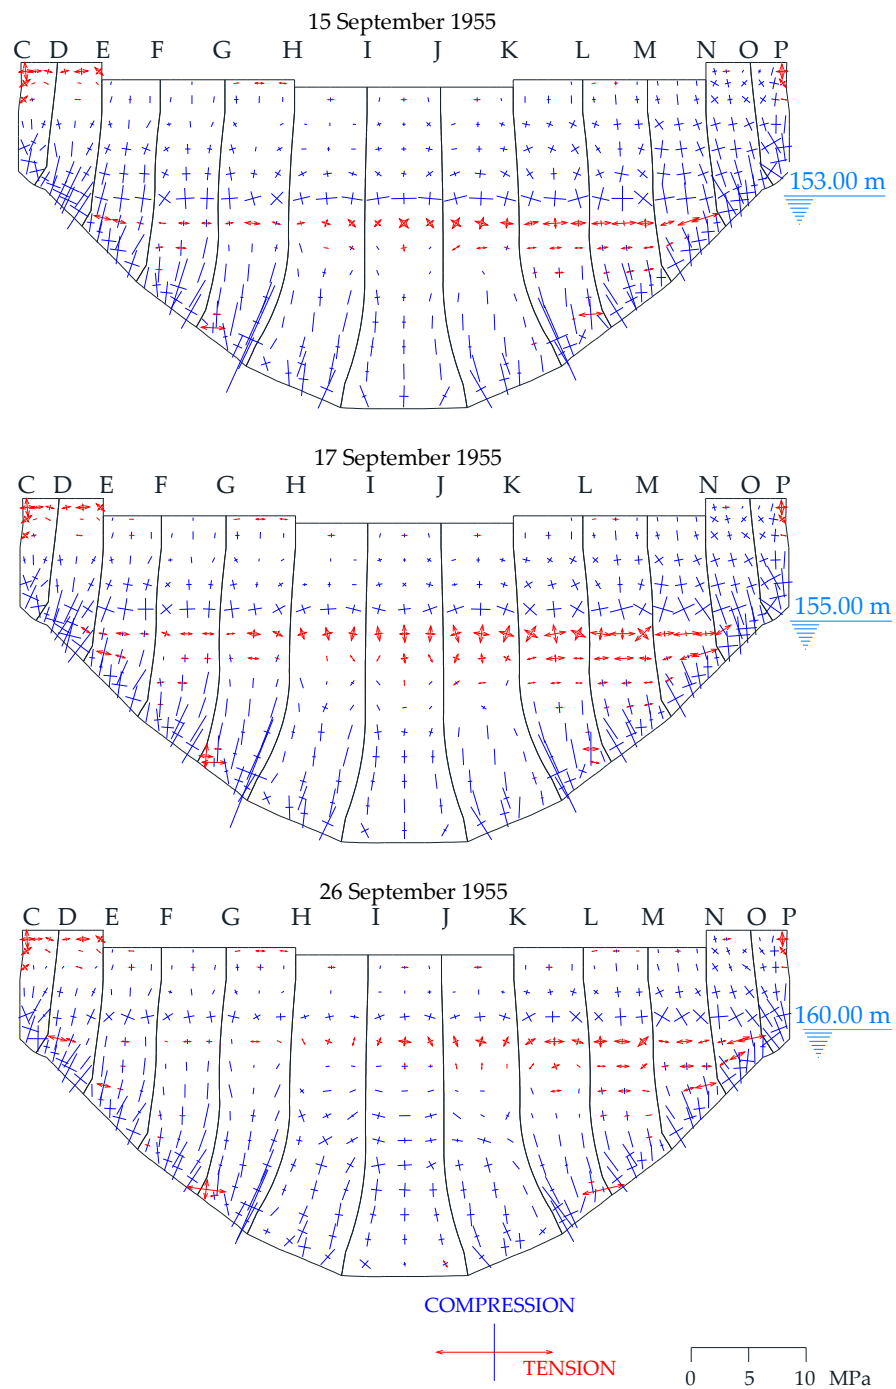 15 September 1955
C D E F G H I J K L M N O P
153.00 m
17 September 1955
C D E F G H I J K L M N O P
155.00 m
26 September 1955
C D E F G H I J K L M N O P
160.00 m
COMPRESSION
TENSION
0 5 10 MPa